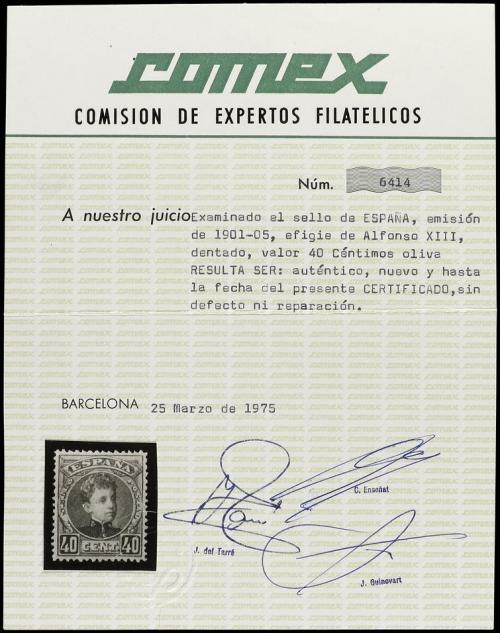 comex
COMISION DE EXPERTOS FILATELICOS
Núm. 6414
A nuestro juicio Examinado el sello de ESPAÑA, emisión
de 1901-05, efigie de Alfonso XIII,
dentado, valor 40 Céntimos oliva
RESULTA SER: auténtico, nuevo y hasta
la fecha del presente CERTIFICADO,sin
defecto ni reparación.
BARCELONA 25 Marzo de 1975
ESPAÑA
40 CENT. 40
C. Enseñat
J. del Tarré
J. Guinovart